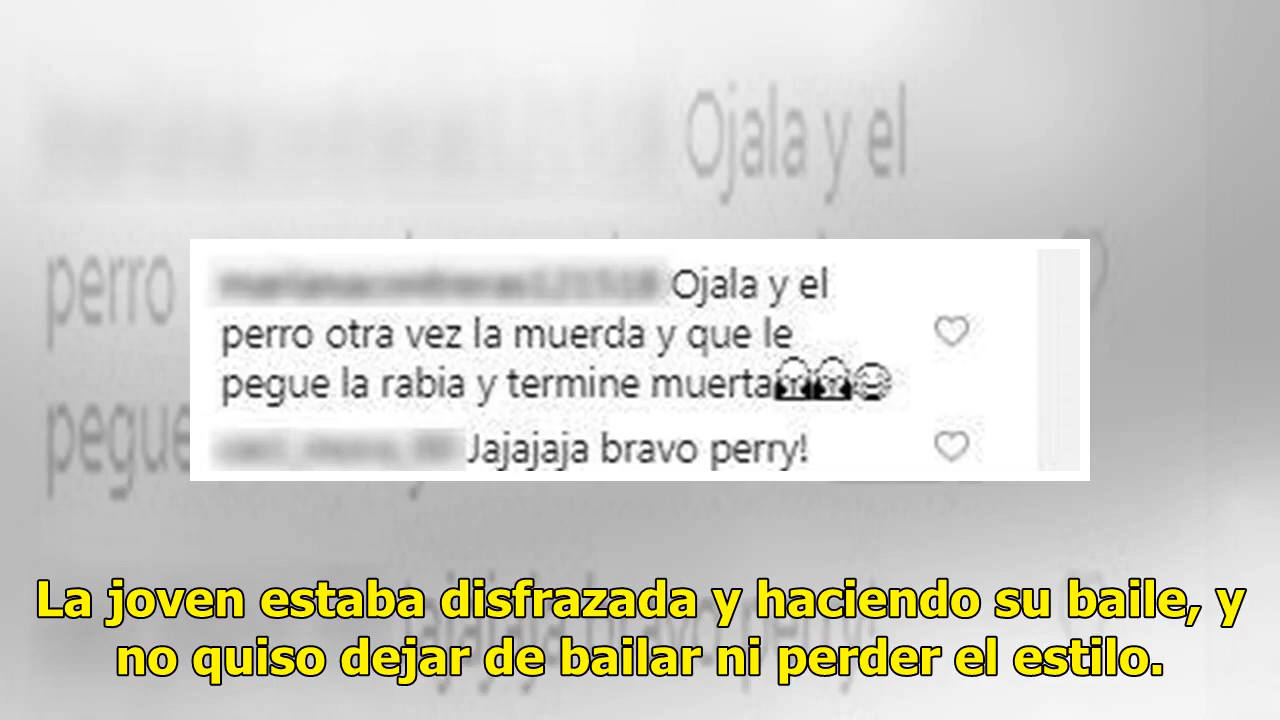 Ojala y el
perro otra vez la muerda y que le
pegue la rabia y termine muerta
Jajajaja bravo perry!
La joven estaba disfrazada y haciendo su baile, y
no quiso dejar de bailar ni perder el estilo.